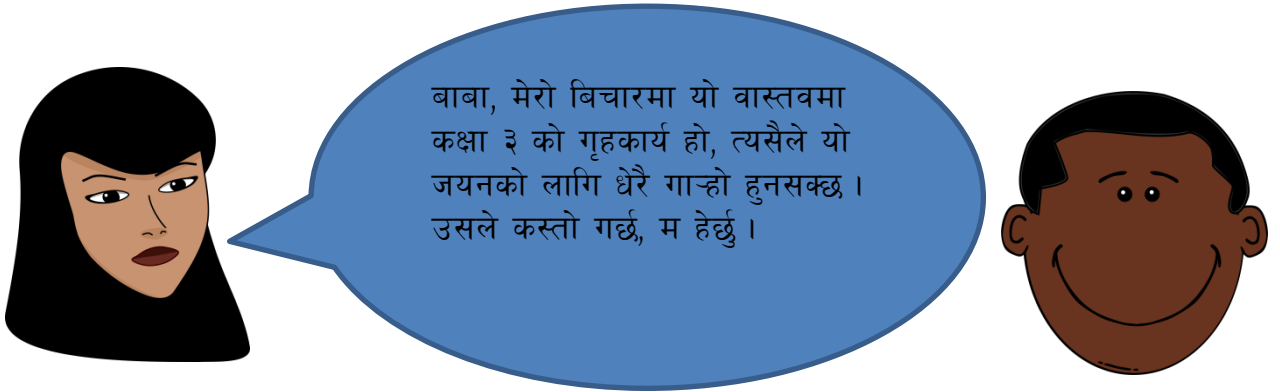 बाबा, मेरो बिचारमा यो वास्तवमा
कक्षा ३ को गृहकार्य हो, त्यसैले यो
जयनको लागि धेरै गाऱ्हो हुनसक्छ।
उसले कस्तो गर्छ, म हेर्छु।